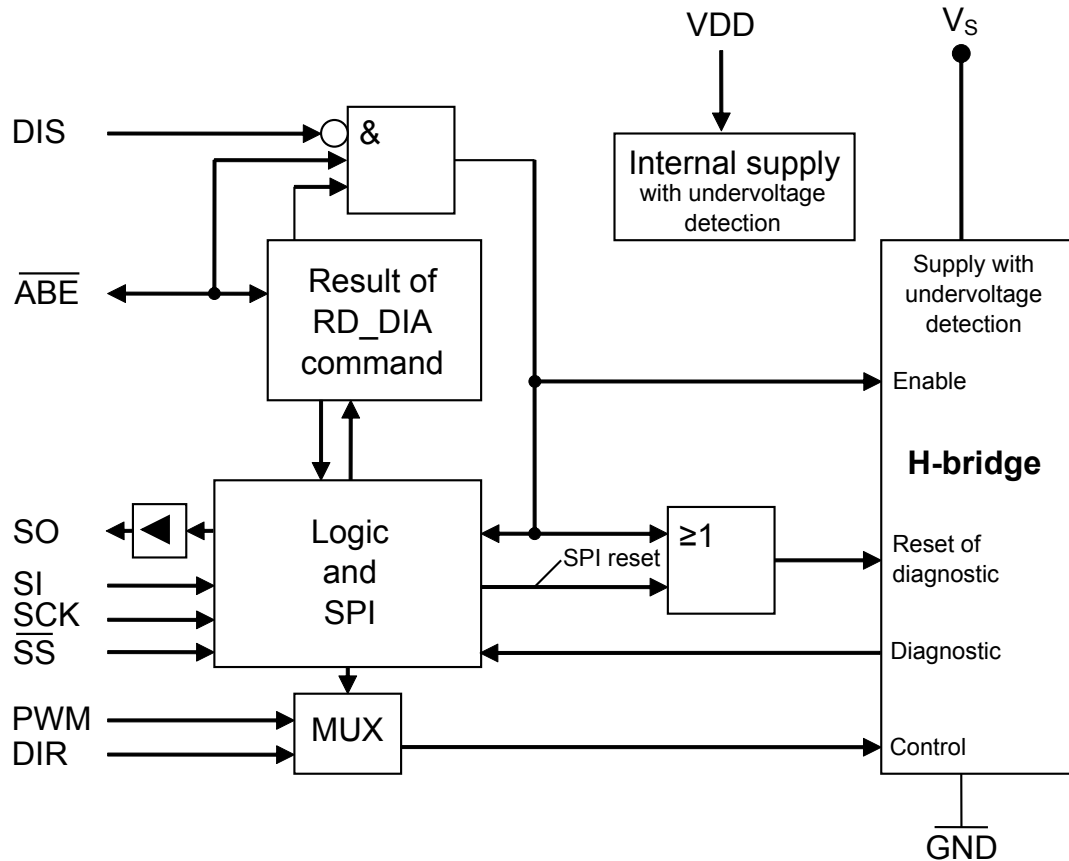 VDD
V_S
DIS
&
Internal supply
with undervoltage
detection
ABE
Result of
RD_DIA
command
Supply with
undervoltage
detection
Enable
H-bridge
SO
Logic
and
SPI
≥1
SPI reset
Reset of
diagnostic
SI
SCK
SS
Diagnostic
PWM
DIR
MUX
Control
GND